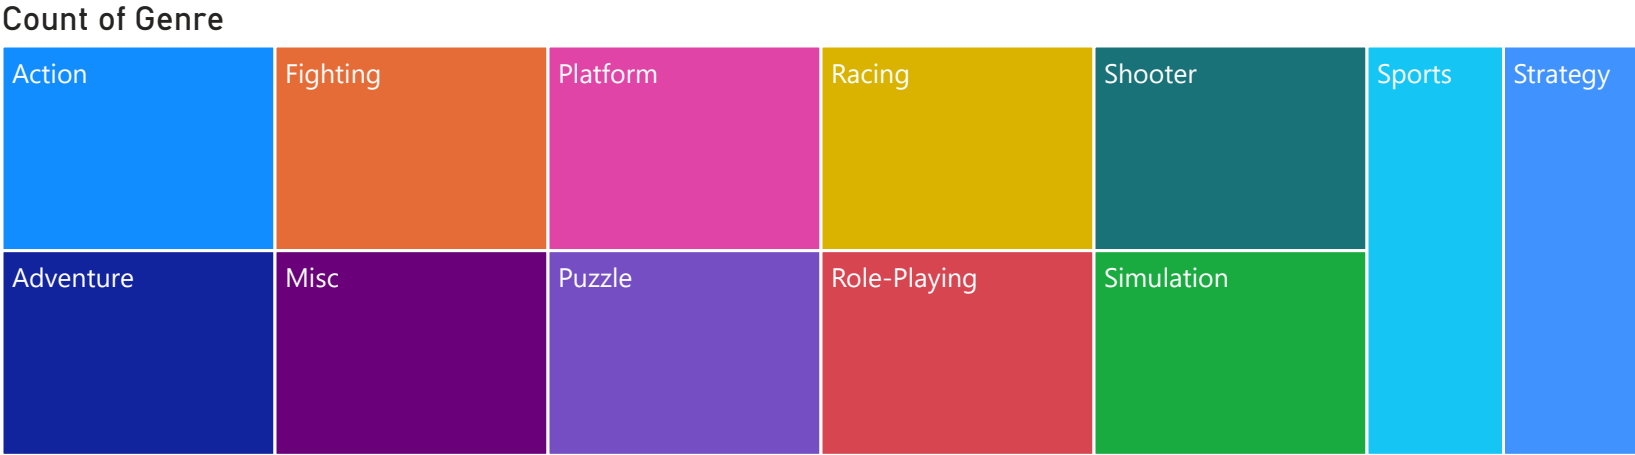 Count of Genre
Action
Fighting
Platform
Racing
Shooter
Sports
Strategy
Adventure
Misc
Puzzle
Role-Playing
Simulation